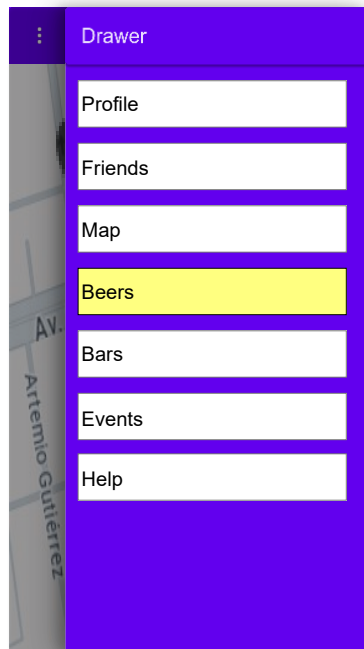 Drawer
Profile
Friends
Map
Beers
Bars
Events
Help
Av.
Artemio Gutiérrez